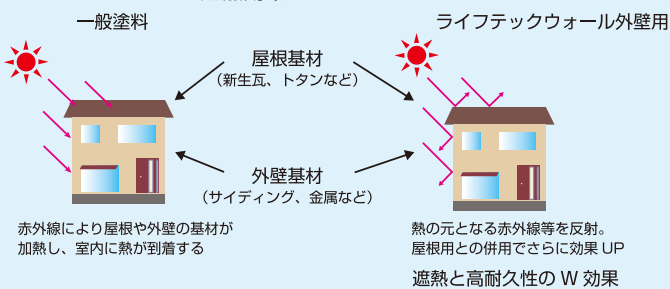 一般塗料
ライフテックウォール外壁用
屋根基材
（新生瓦、トタンなど）
外壁基材
（サイディング、金属など）
赤外線により屋根や外壁の基材が
加熱し、室内に熱が到着する
熱の元となる赤外線等を反射。
屋根用との併用でさらに効果 UP
遮熱と高耐久性の W 効果